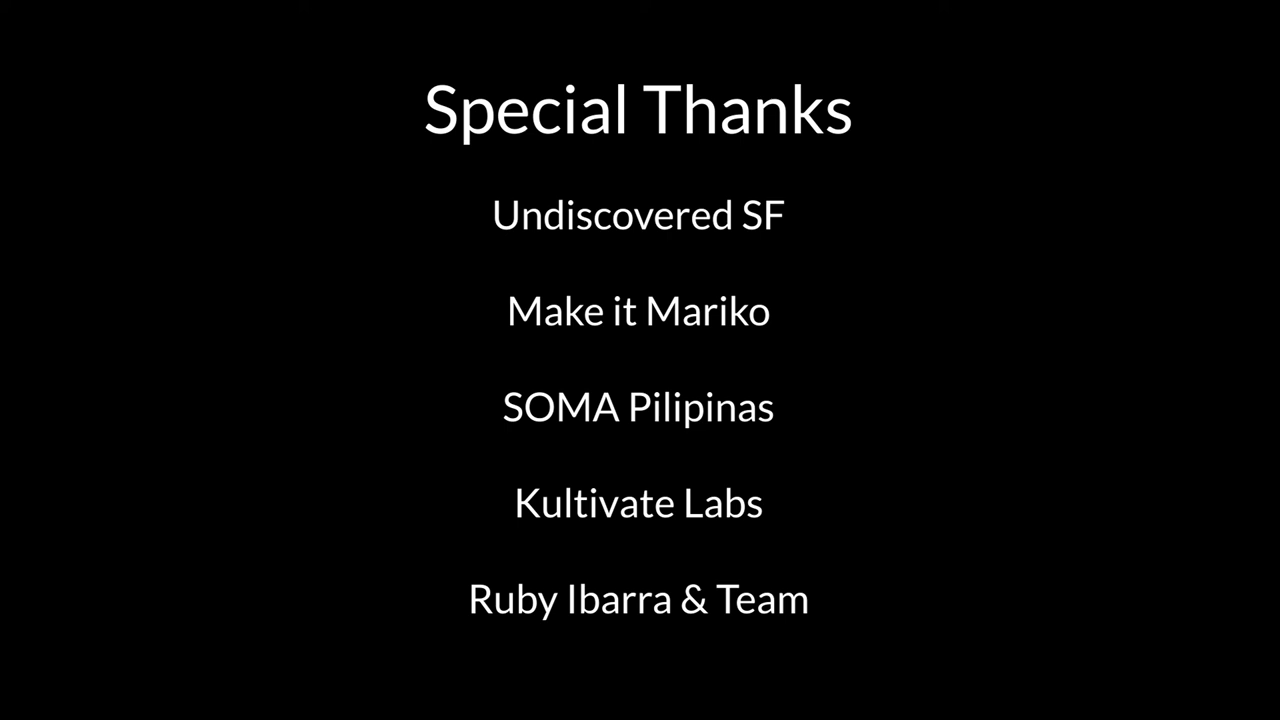 Special Thanks
Undiscovered SF
Make it Mariko
SOMA Pilipinas
Kultivate Labs
Ruby Ibarra & Team